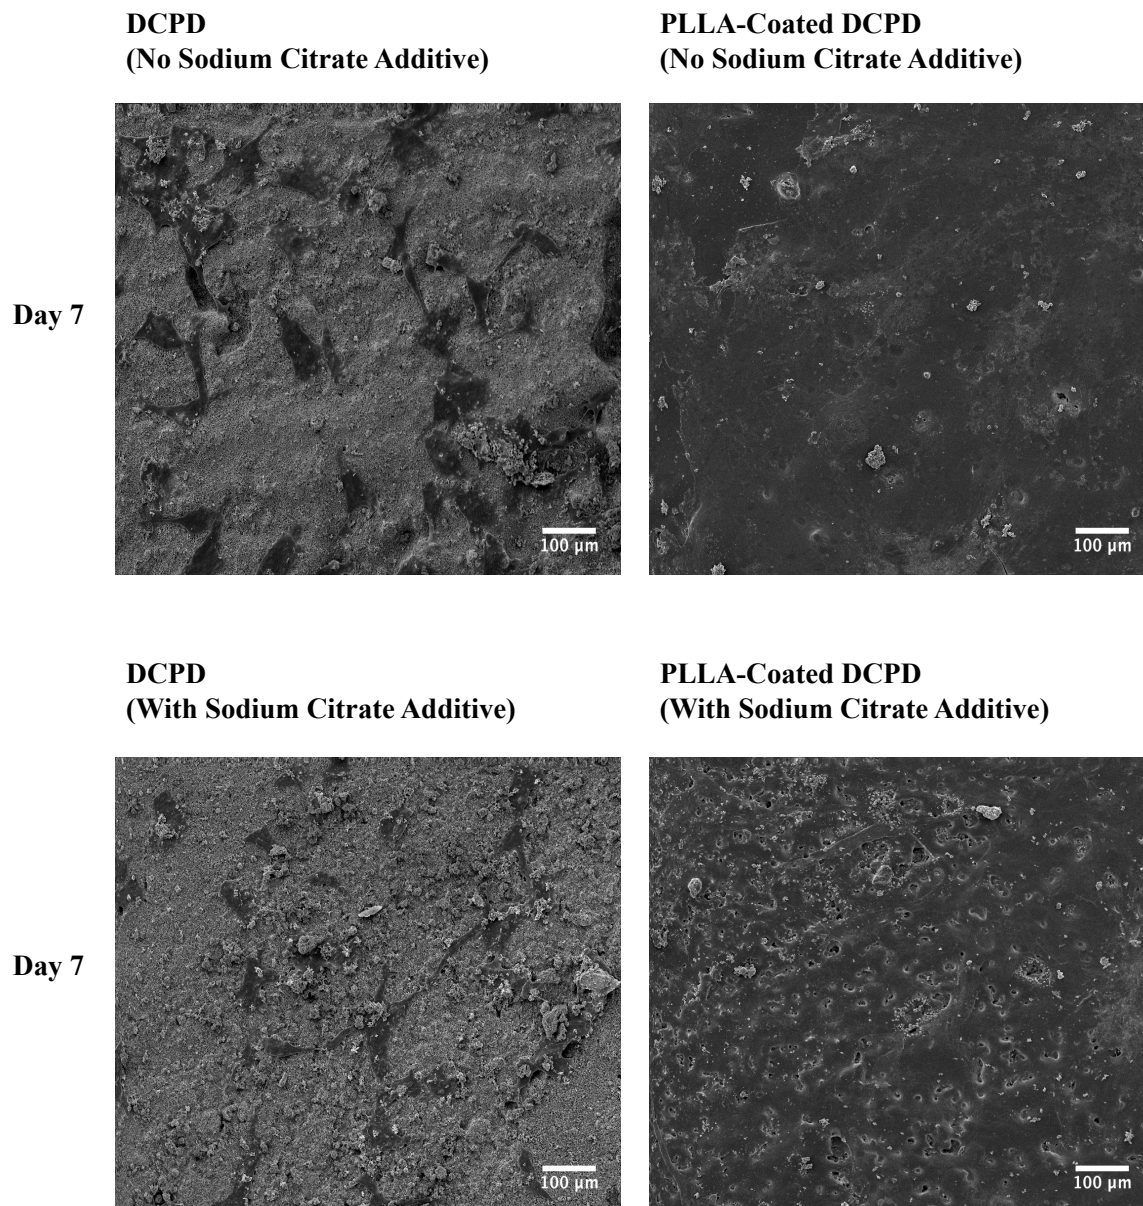 DCPD
(No Sodium Citrate Additive)
PLLA-Coated DCPD
(No Sodium Citrate Additive)
Day 7
100 µm
100 µm
DCPD
(With Sodium Citrate Additive)
PLLA-Coated DCPD
(With Sodium Citrate Additive)
Day 7
100 µm
100 µm